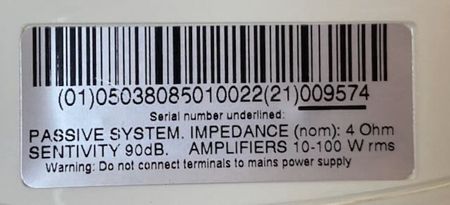 (01)05038085010022(21)009574
Serial number underlined:
PASSIVE SYSTEM. IMPEDANCE (nom): 4 Ohm
SENTIVITY 90dB. AMPLIFIERS 10-100 W rms
Warning: Do not connect terminals to mains power supply